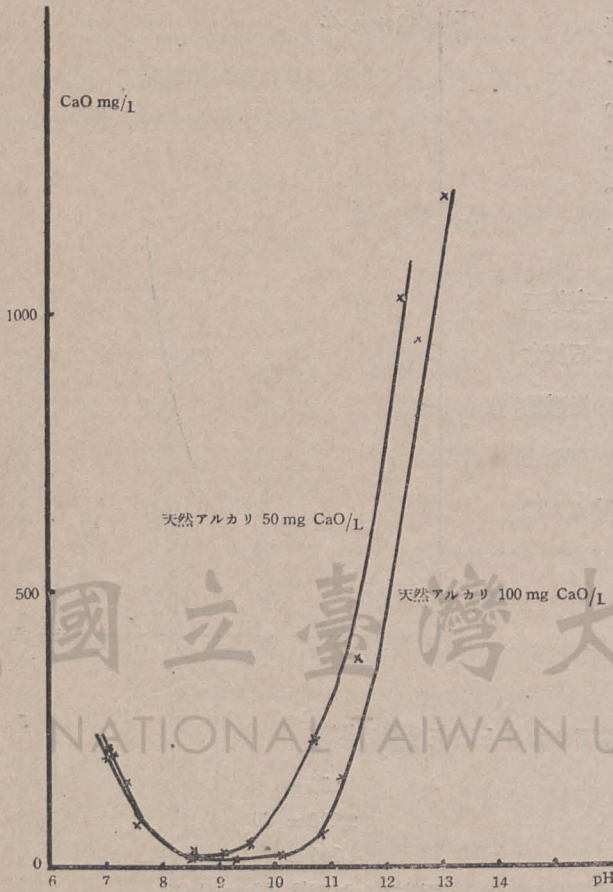 CaO mg/L
1000
天然アルカリ 50 mg CaO/L
500
天然アルカリ 100 mg CaO/L
國立臺灣大
NATIONAL TAIWAN U
0
6 7 8 9 10 11 12 13 14 pH